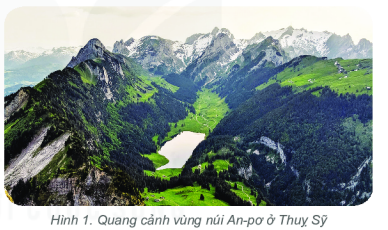 Hình 1. Quang cảnh vùng núi An-pơ ở Thuỵ Sỹ